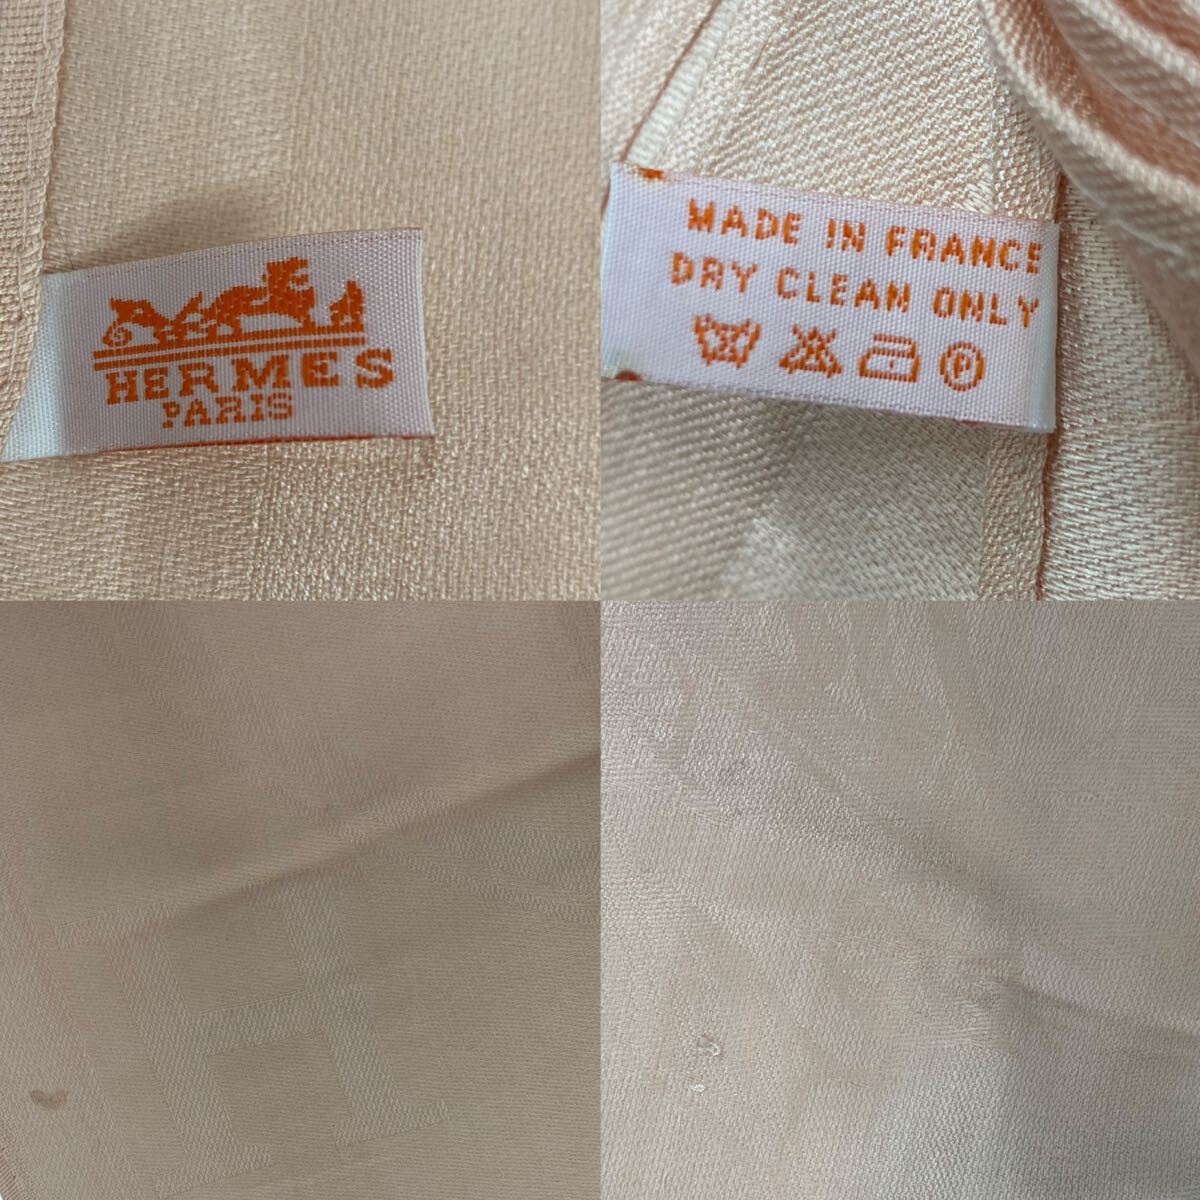 HERMES
PARIS
MADE IN FRANCE
DRY CLEAN ONLY
P